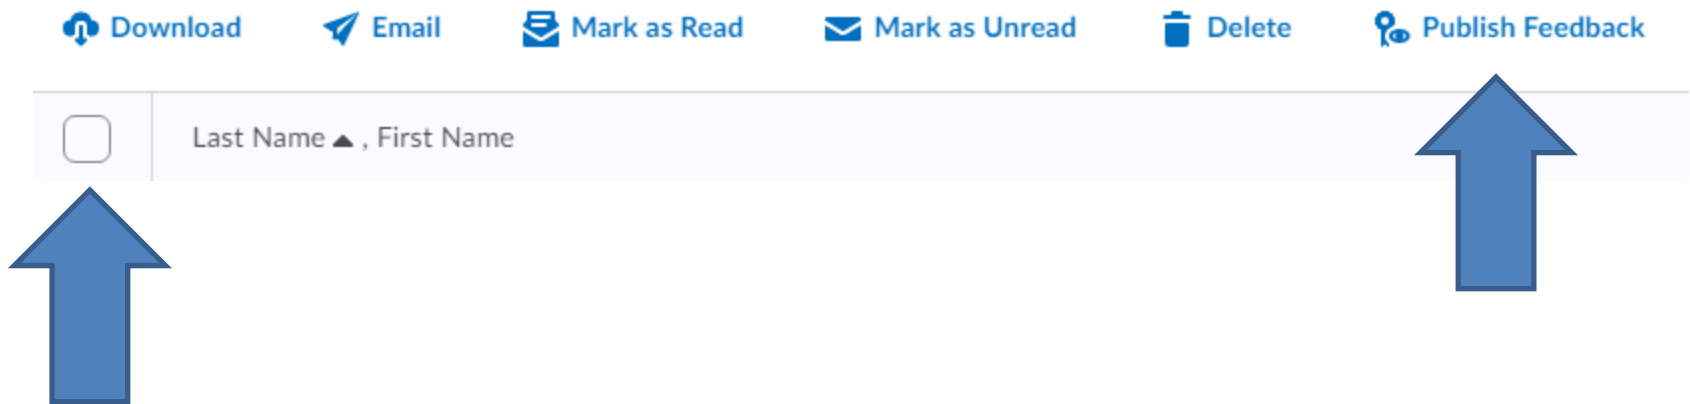 Download Email Mark as Read Mark as Unread Delete Publish Feedback
Last Name ▲ , First Name